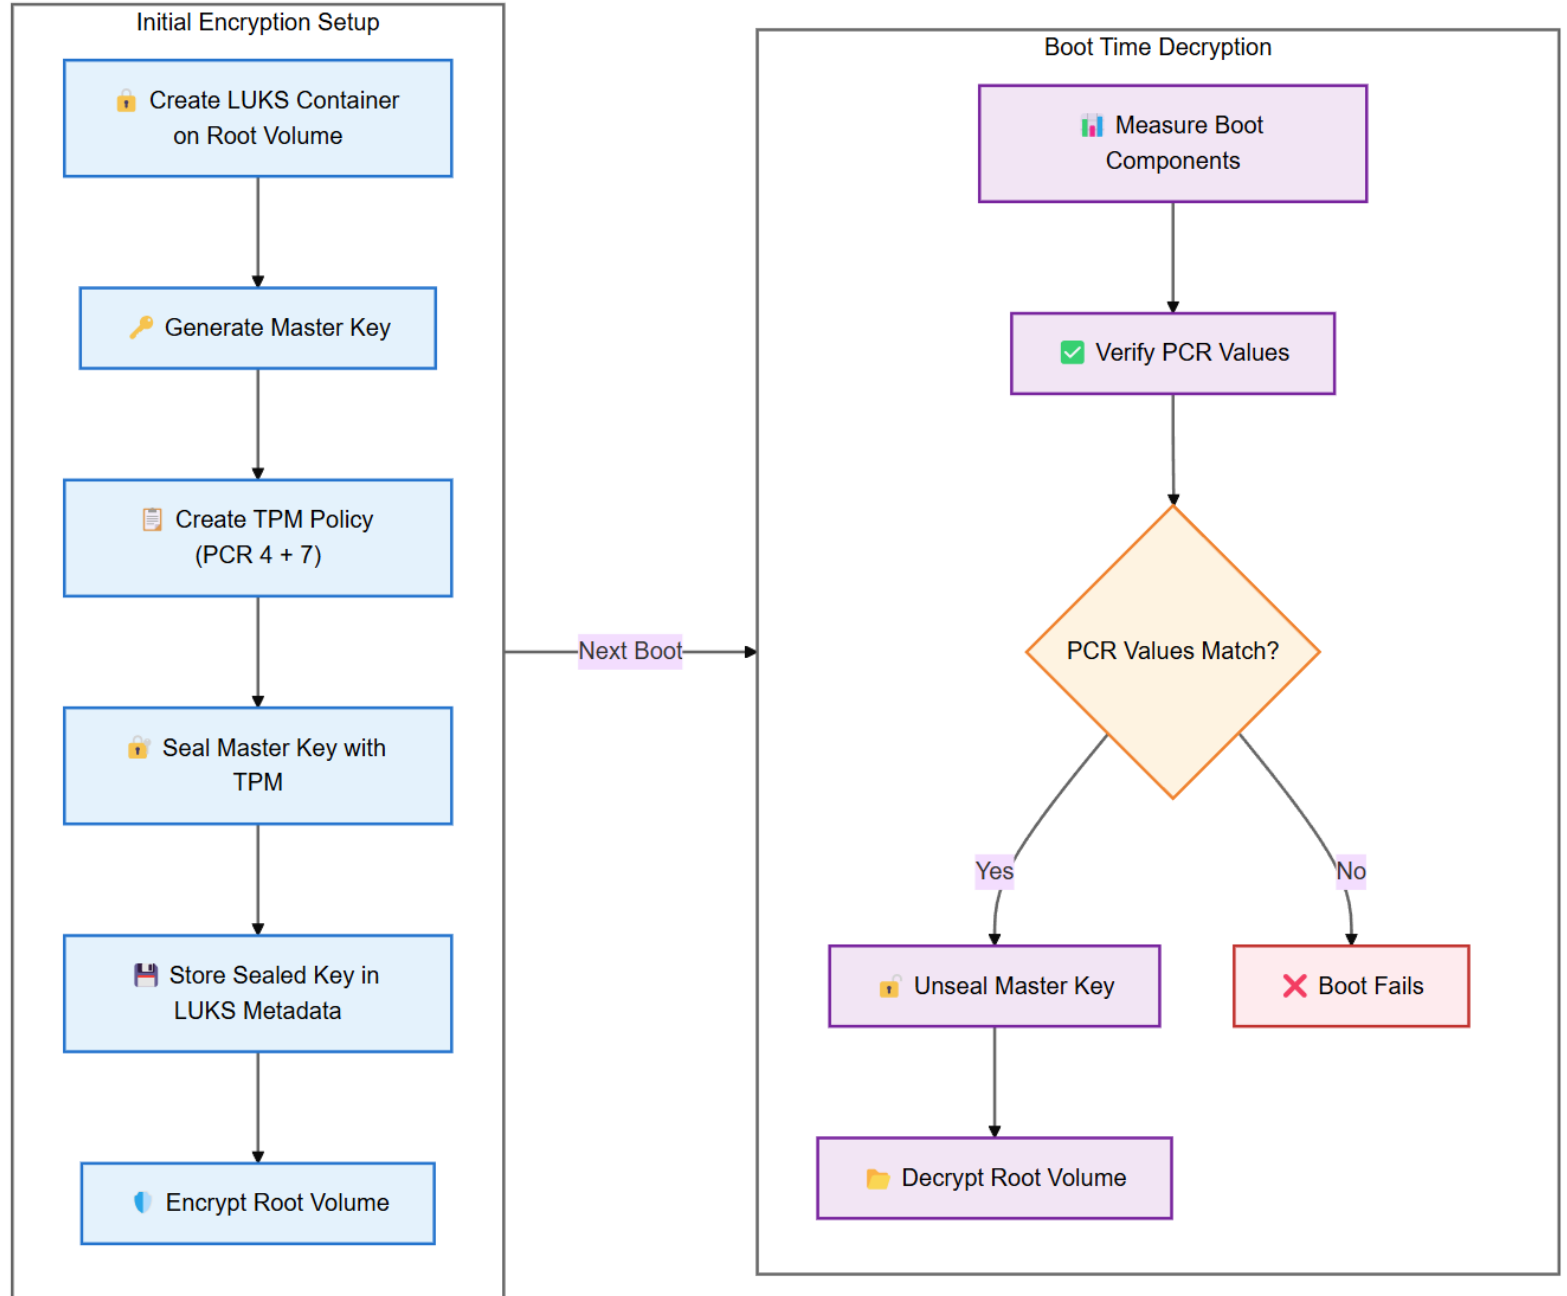 Initial Encryption Setup
Create LUKS Container
on Root Volume
Generate Master Key
Create TPM Policy
(PCR 4 + 7)
Seal Master Key with
TPM
Store Sealed Key in
LUKS Metadata
Encrypt Root Volume
Next Boot
Boot Time Decryption
Measure Boot
Components
Verify PCR Values
PCR Values Match?
Yes
No
Unseal Master Key
Boot Fails
Decrypt Root Volume